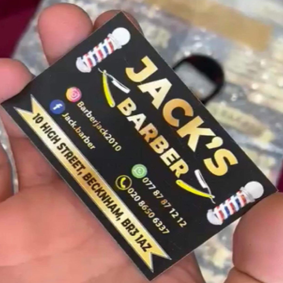 JACK'S
BARBER
Barberjack2010
Jack.barber
077 87 87 12 12
020 8650 6337
10 HIGH STREET, BECKNHAM, BR3 1AZ